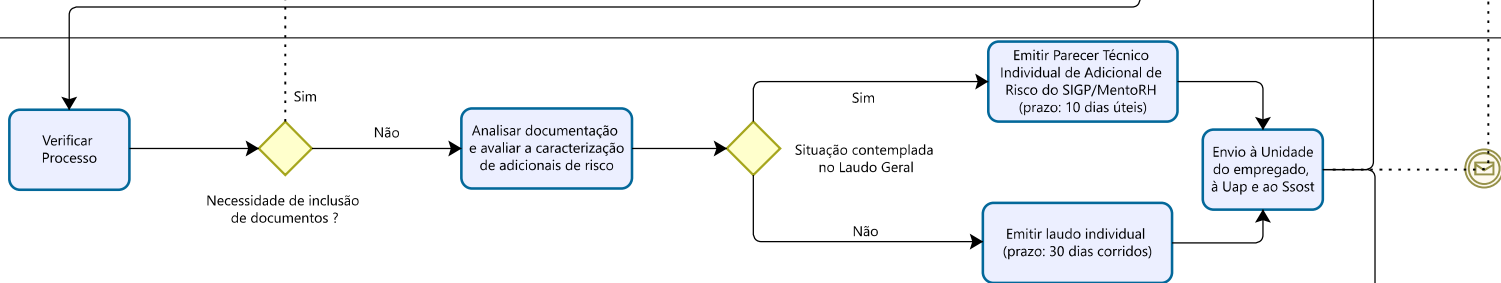 Verificar
Processo
Sim
Necessidade de inclusão
de documentos ?
Não
Analisar documentação
e avaliar a caracterização
de adicionais de risco
Situação contemplada
no Laudo Geral
Sim
Emitir Parecer Técnico
Individual de Adicional de
Risco do SIGP/MentoRH
(prazo: 10 dias úteis)
Não
Emitir laudo individual
(prazo: 30 dias corridos)
Envio à Unidade
do empregado,
à Uap e ao Ssost